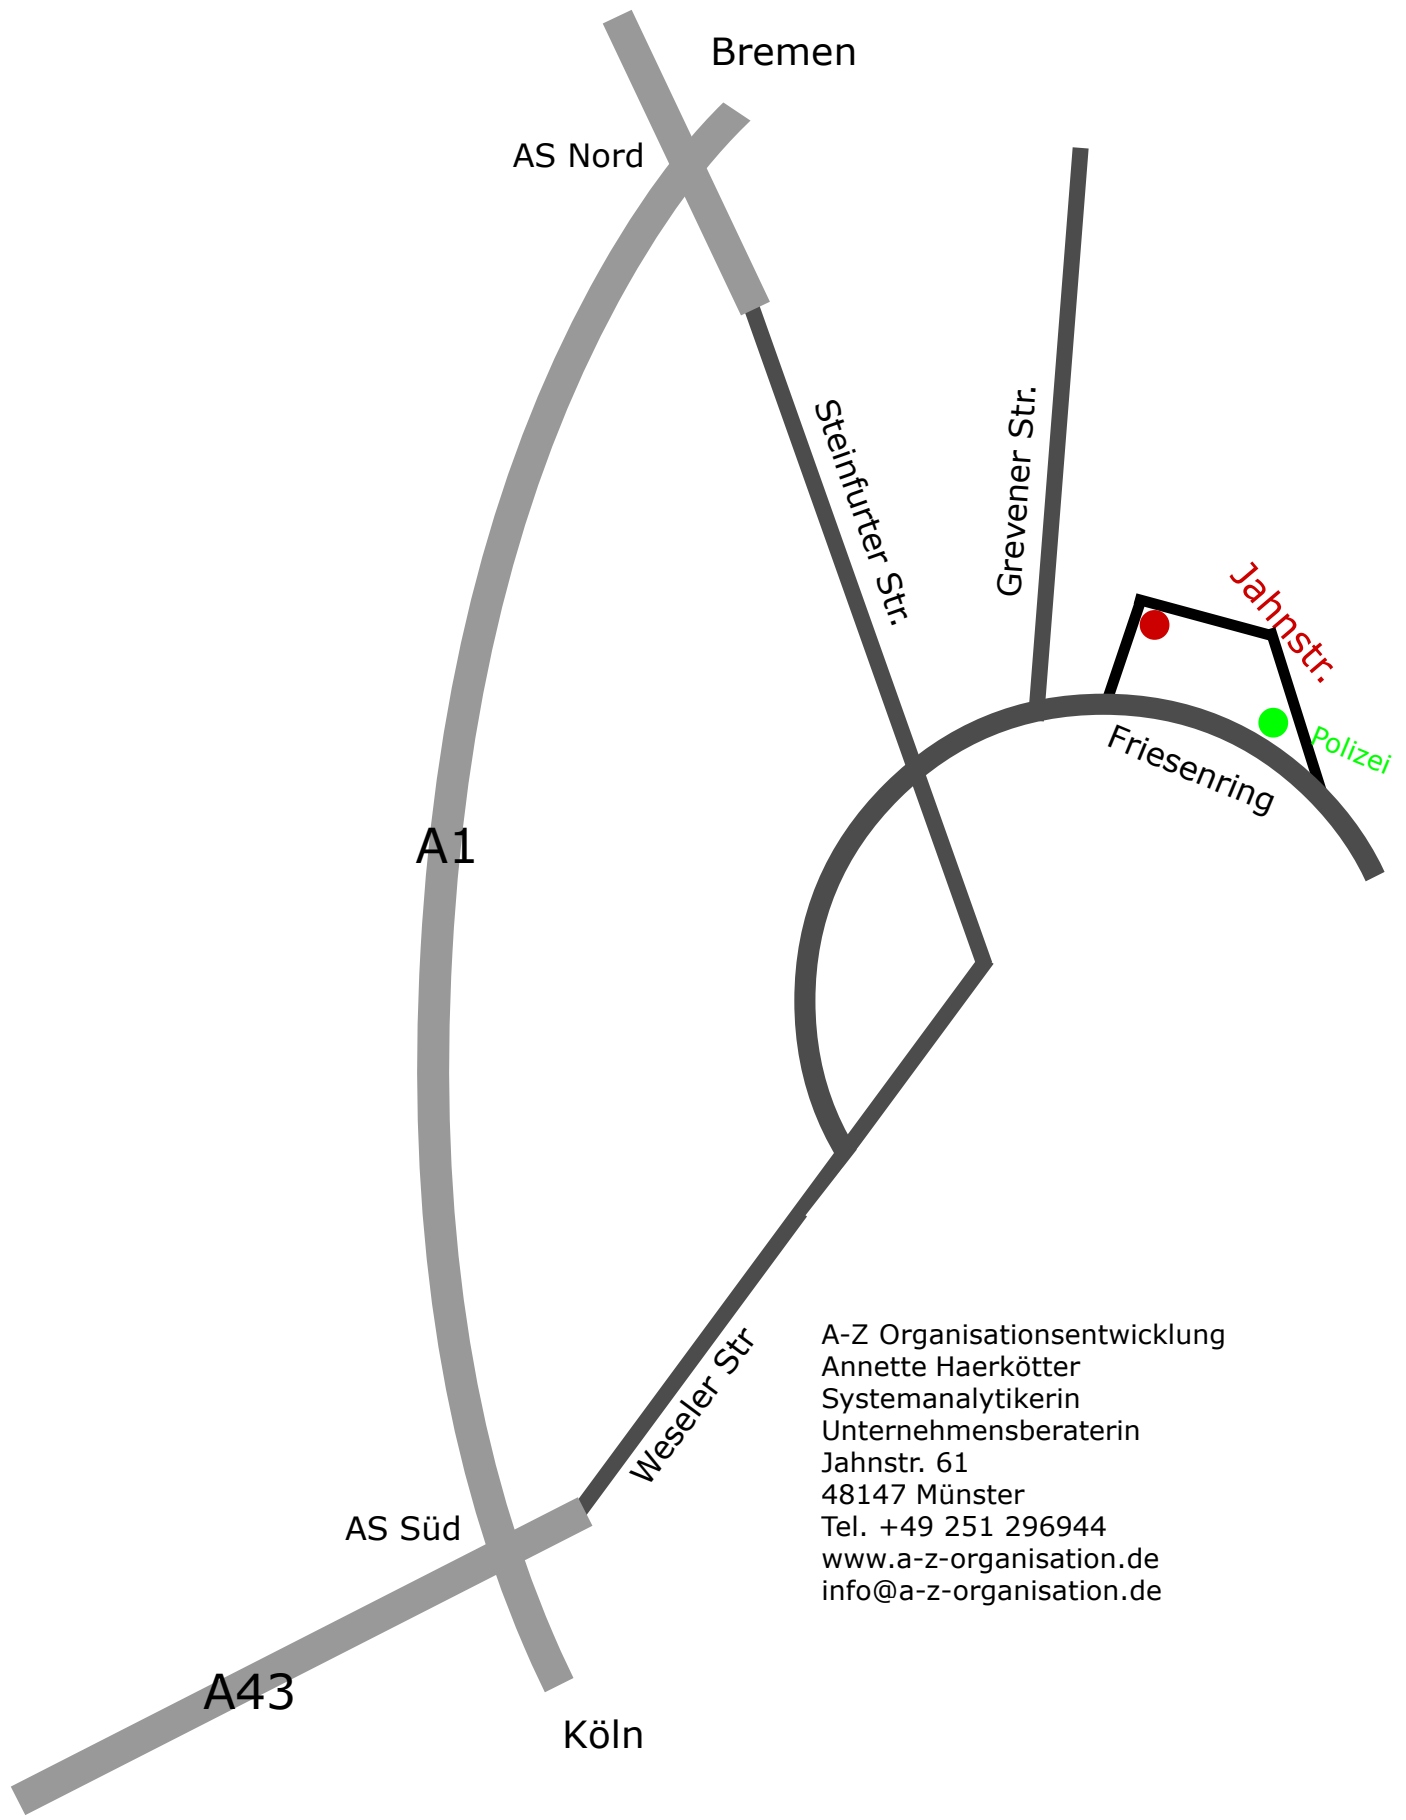 Bremen
AS Nord
Steinfurter Str.
Grevener Str.
Jahnstr.
Polizei
Friesenring
A1
Weseler Str
A-Z Organisationsentwicklung
Annette Haerkötter
Systemanalytikerin
Unternehmensberaterin
Jahnstr. 61
48147 Münster
Tel. +49 251 296944
www.a-z-organisation.de
info@a-z-organisation.de
AS Süd
A43
Köln